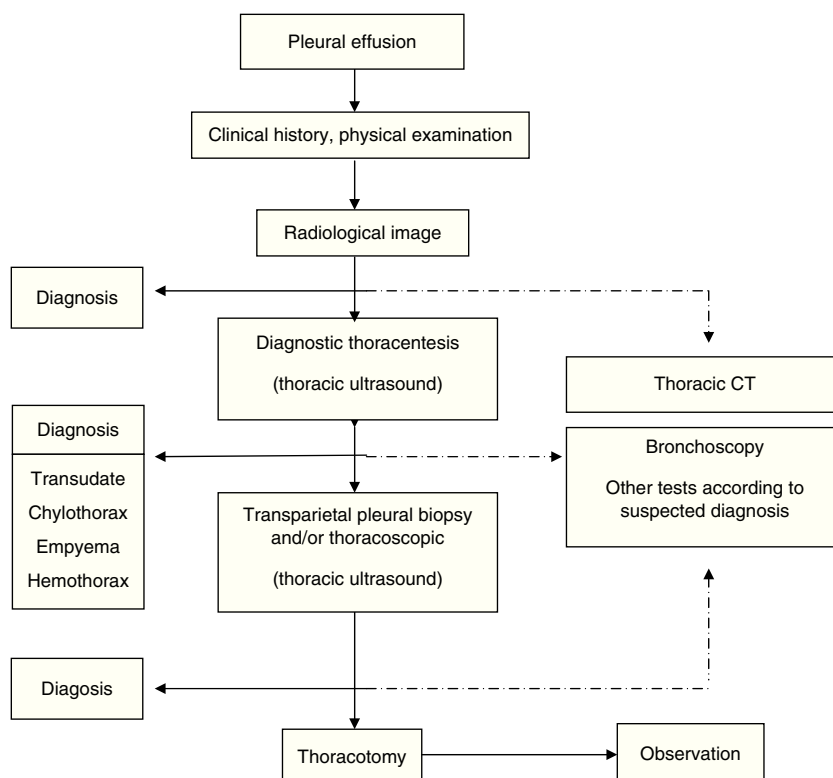 Pleural effusion
Clinical history, physical examination
Radiological image
Diagnosis
Diagnostic thoracentesis
(thoracic ultrasound)
Thoracic CT
Diagnosis
Transudate
Chylothorax
Empyema
Hemothorax
Bronchoscopy
Other tests according to
suspected diagnosis
Transparietal pleural biopsy
and/or thoracoscopic
(thoracic ultrasound)
Diagosis
Thoracotomy
Observation